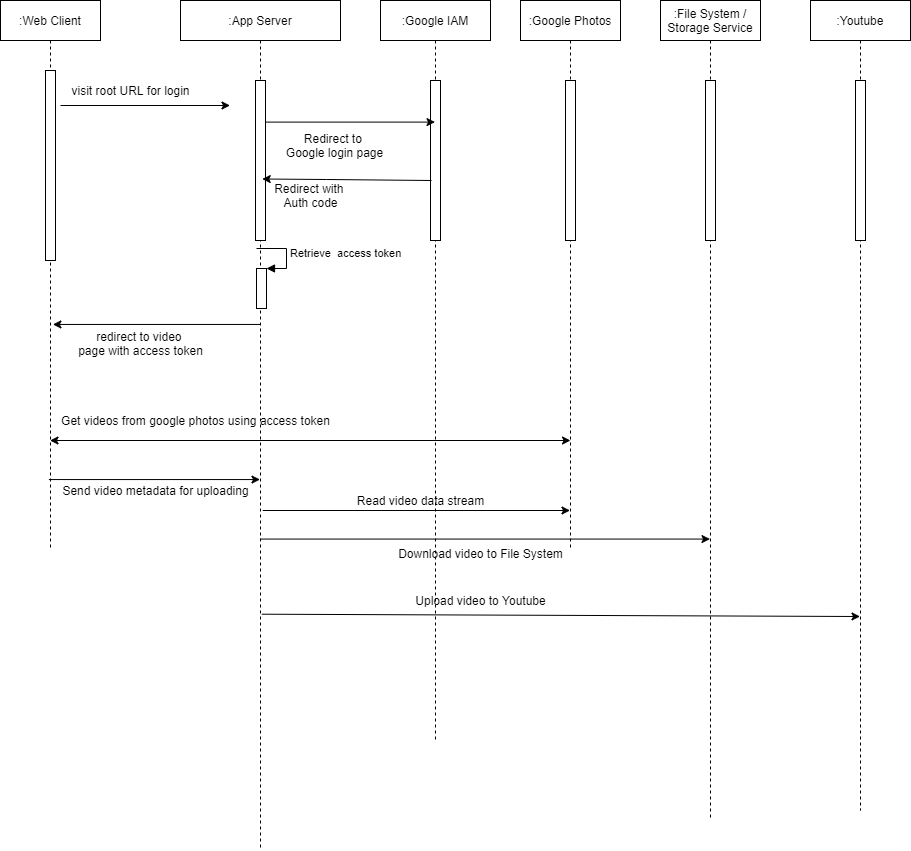 :Web Client
:App Server
:Google IAM
:Google Photos
:File System /
Storage Service
:Youtube
visit root URL for login
Redirect to
Google login page
Redirect with
Auth code
Retrieve  access token
redirect to video
page with access token
Get videos from google photos using access token
Send video metadata for uploading
Read video data stream
Download video to File System
Upload video to Youtube